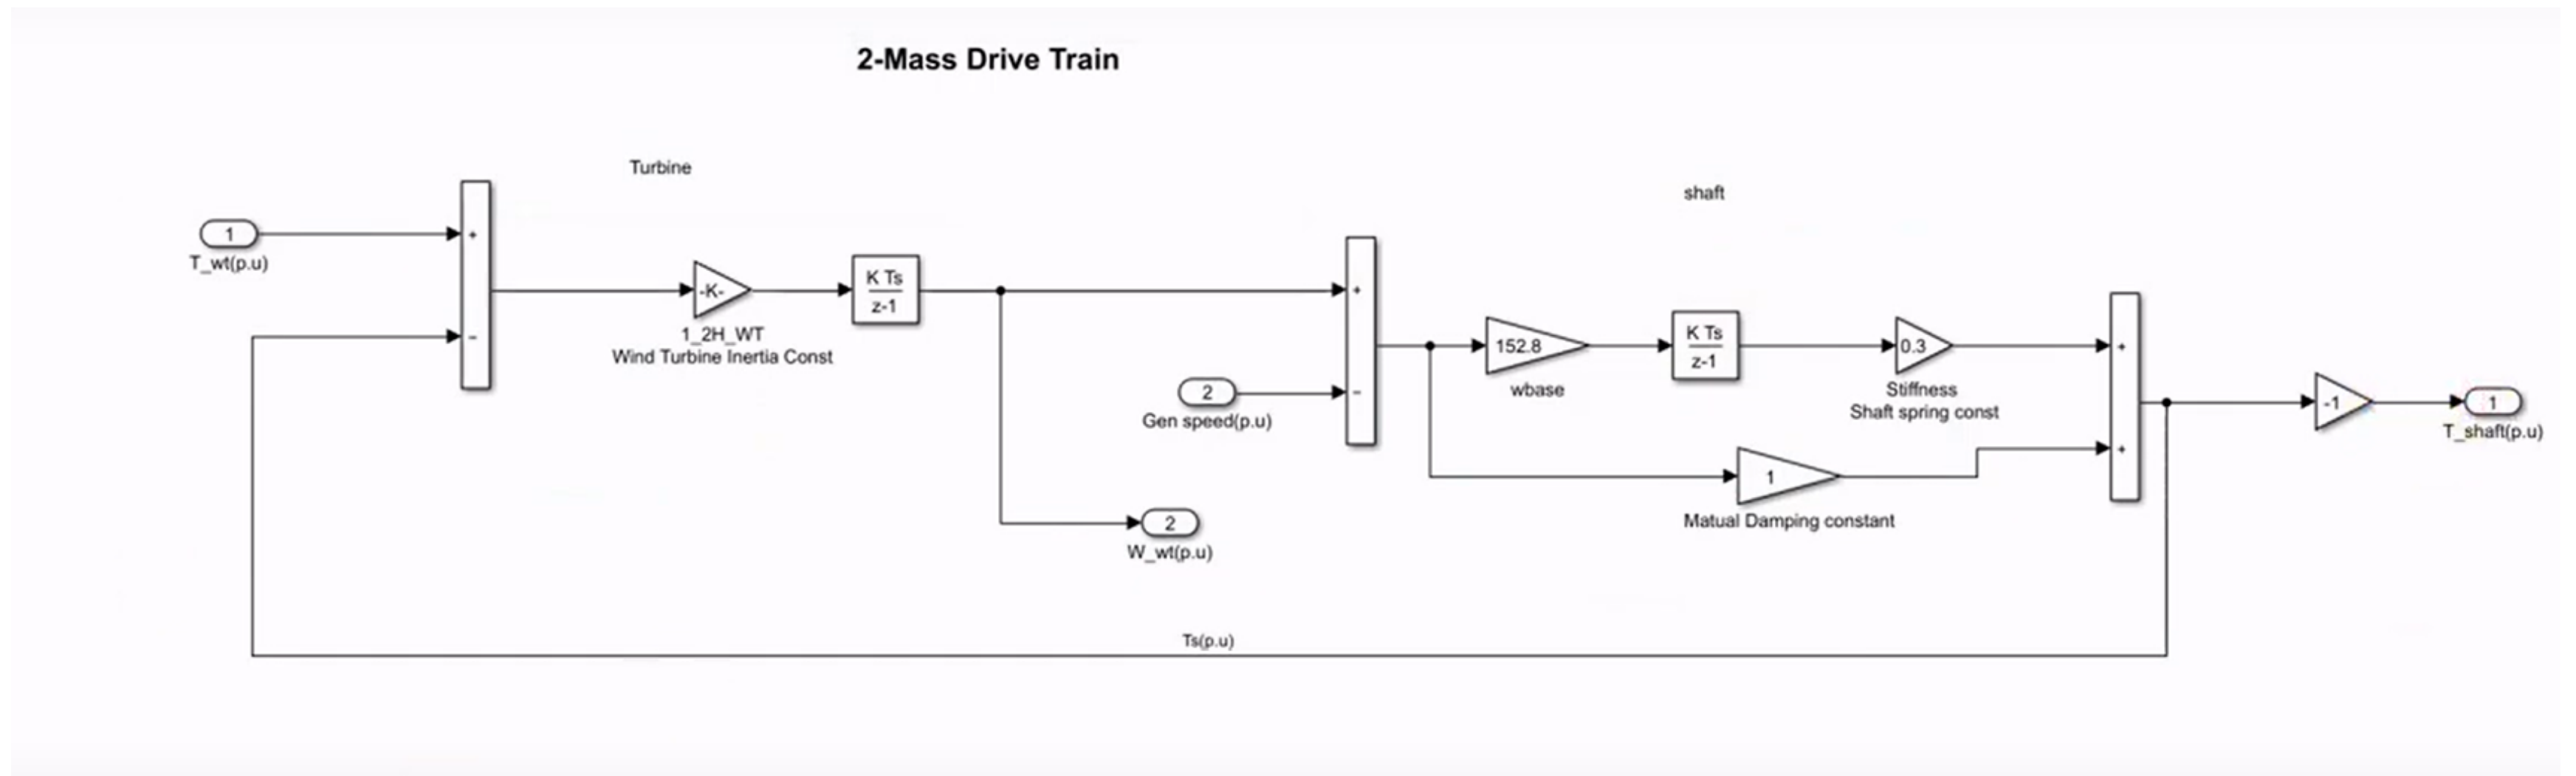 2-Mass Drive Train
Turbine
shaft
1
T_wt(p.u)
+
-
-K-
1_2H_WT
Wind Turbine Inertia Const
K Ts
z-1
+
-
2
Gen speed(p.u)
2
W_wt(p.u)
152.8
wbase
K Ts
z-1
0.3
Stiffness
Shaft spring const
1
Matual Damping constant
+
+
-1
1
T_shaft(p.u)
Ts(p.u)